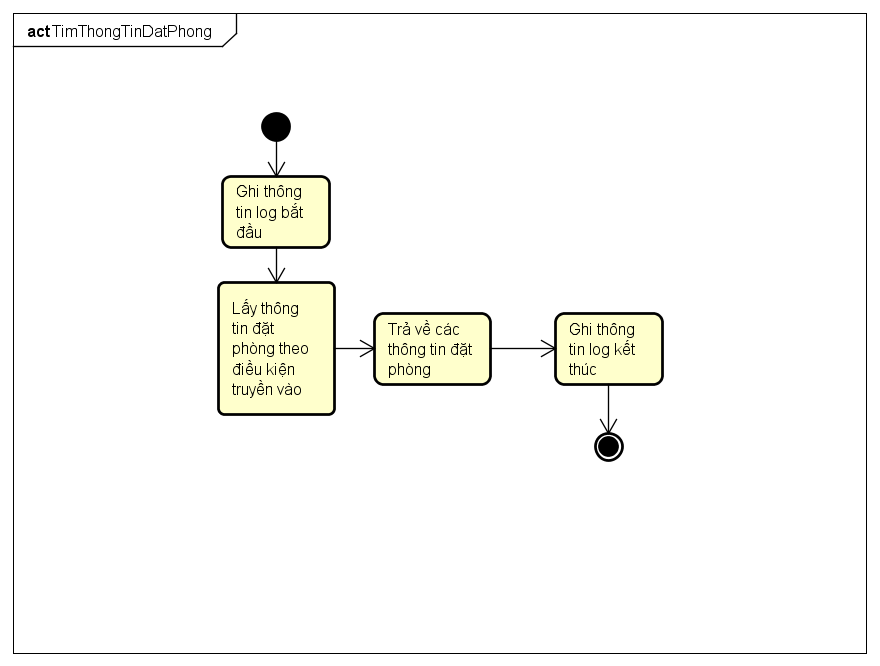 act TimThongTinDatPhong
Ghi thông
tin log bắt
đầu
Lấy thông
tin đặt
phòng theo
điều kiện
truyền vào
Trả về các
thông tin đặt
phòng
Ghi thông
tin log kết
thúc